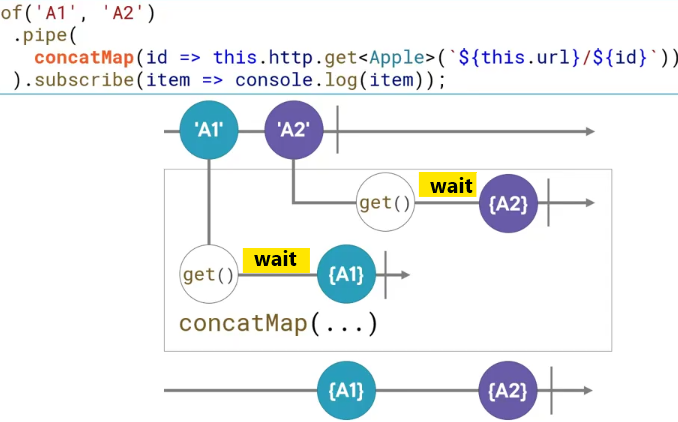 of('A1', 'A2')
.pipe(
concatMap(id => this.http.get<Apple>(`${this.url}/${id}`))
).subscribe(item => console.log(item));
'A1' 'A2'
get() wait {A2}
get() wait {A1}
concatMap(...)
{A1} {A2}